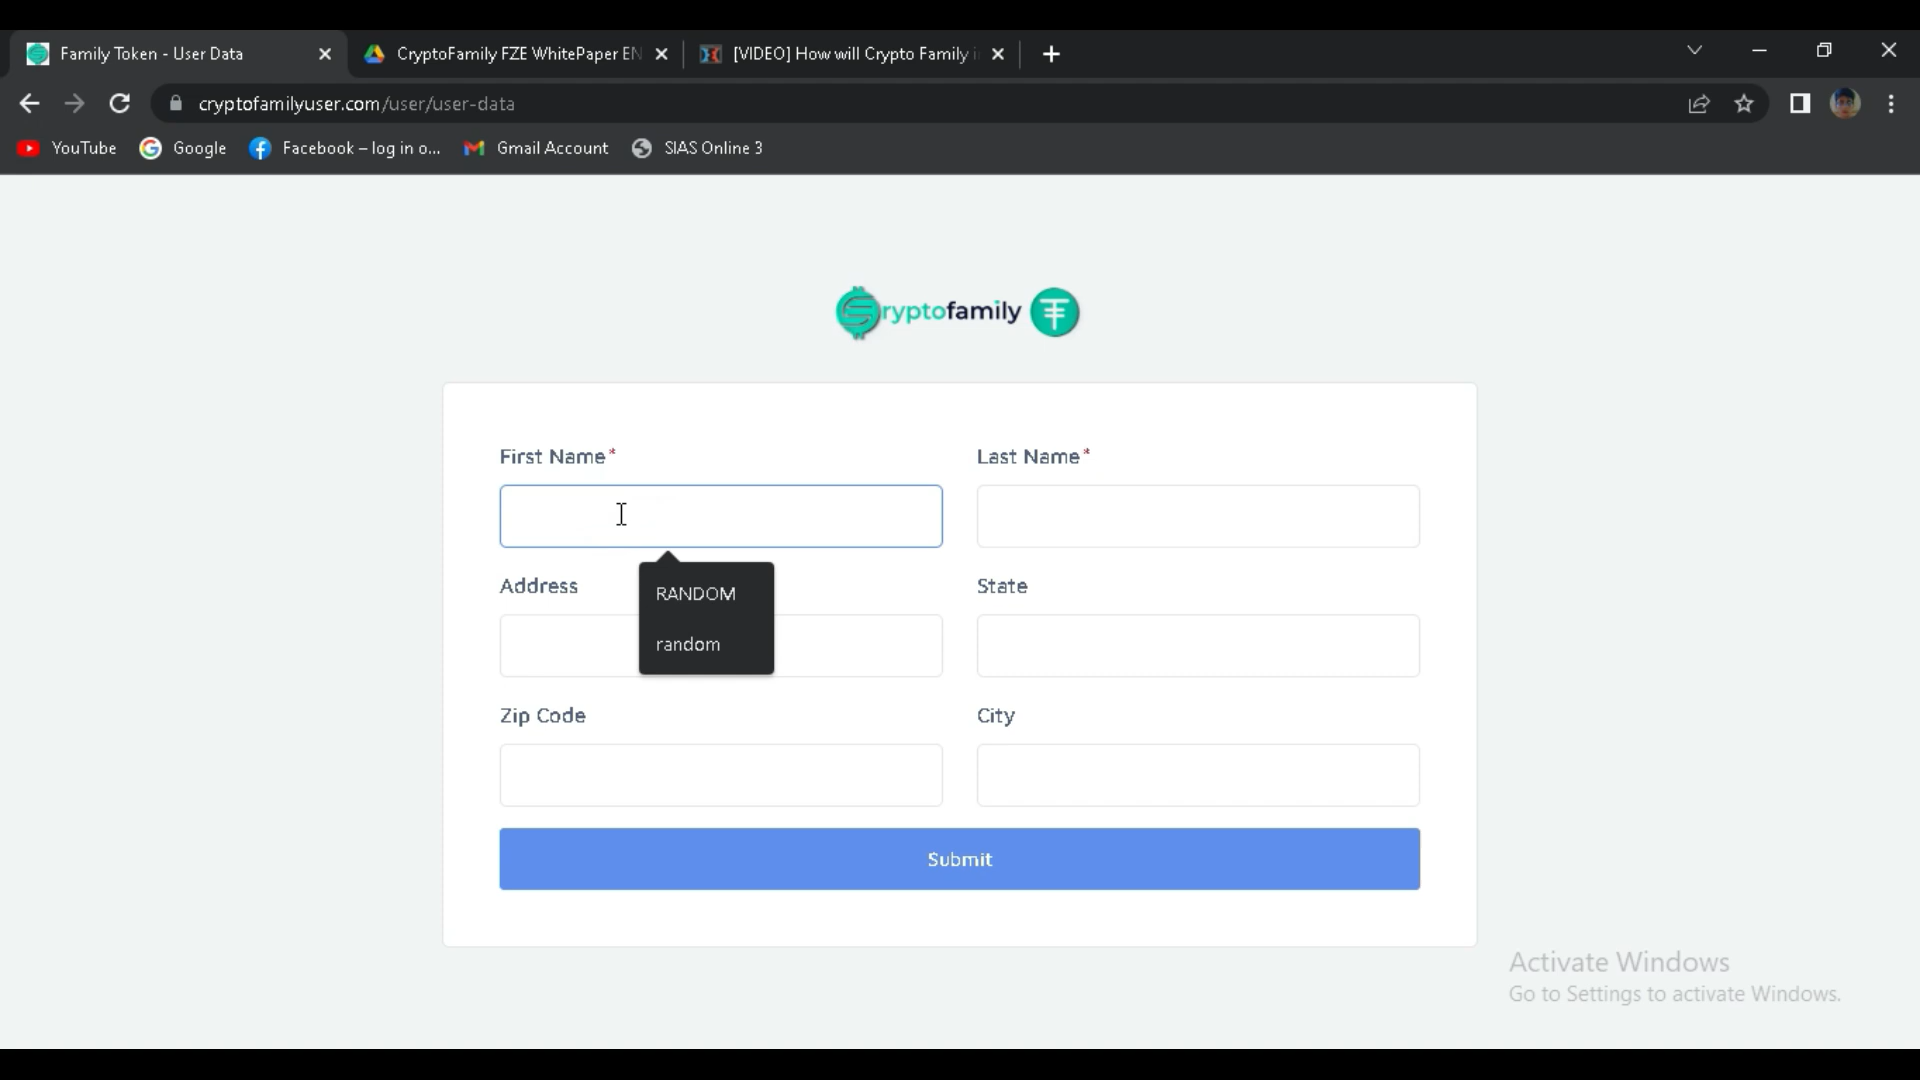 Family Token - User Data
CryptoFamily FZE WhitePaper EN
[VIDEO] How will Crypto Family i
cryptofamilyuser.com/user/user-data
YouTube
Google
Facebook – log in o...
Gmail Account
SIAS Online 3
ryptofamily
First Name*
Last Name*
RANDOM
random
Address
State
Zip Code
City
Submit
Activate Windows
Go to Settings to activate Windows.